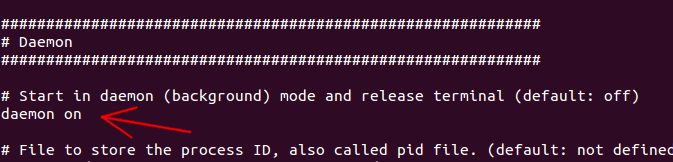 ############################################################
# Daemon
############################################################
# Start in daemon (background) mode and release terminal (default: off)
daemon on
# File to store the process ID, also called pid file. (default: not defined